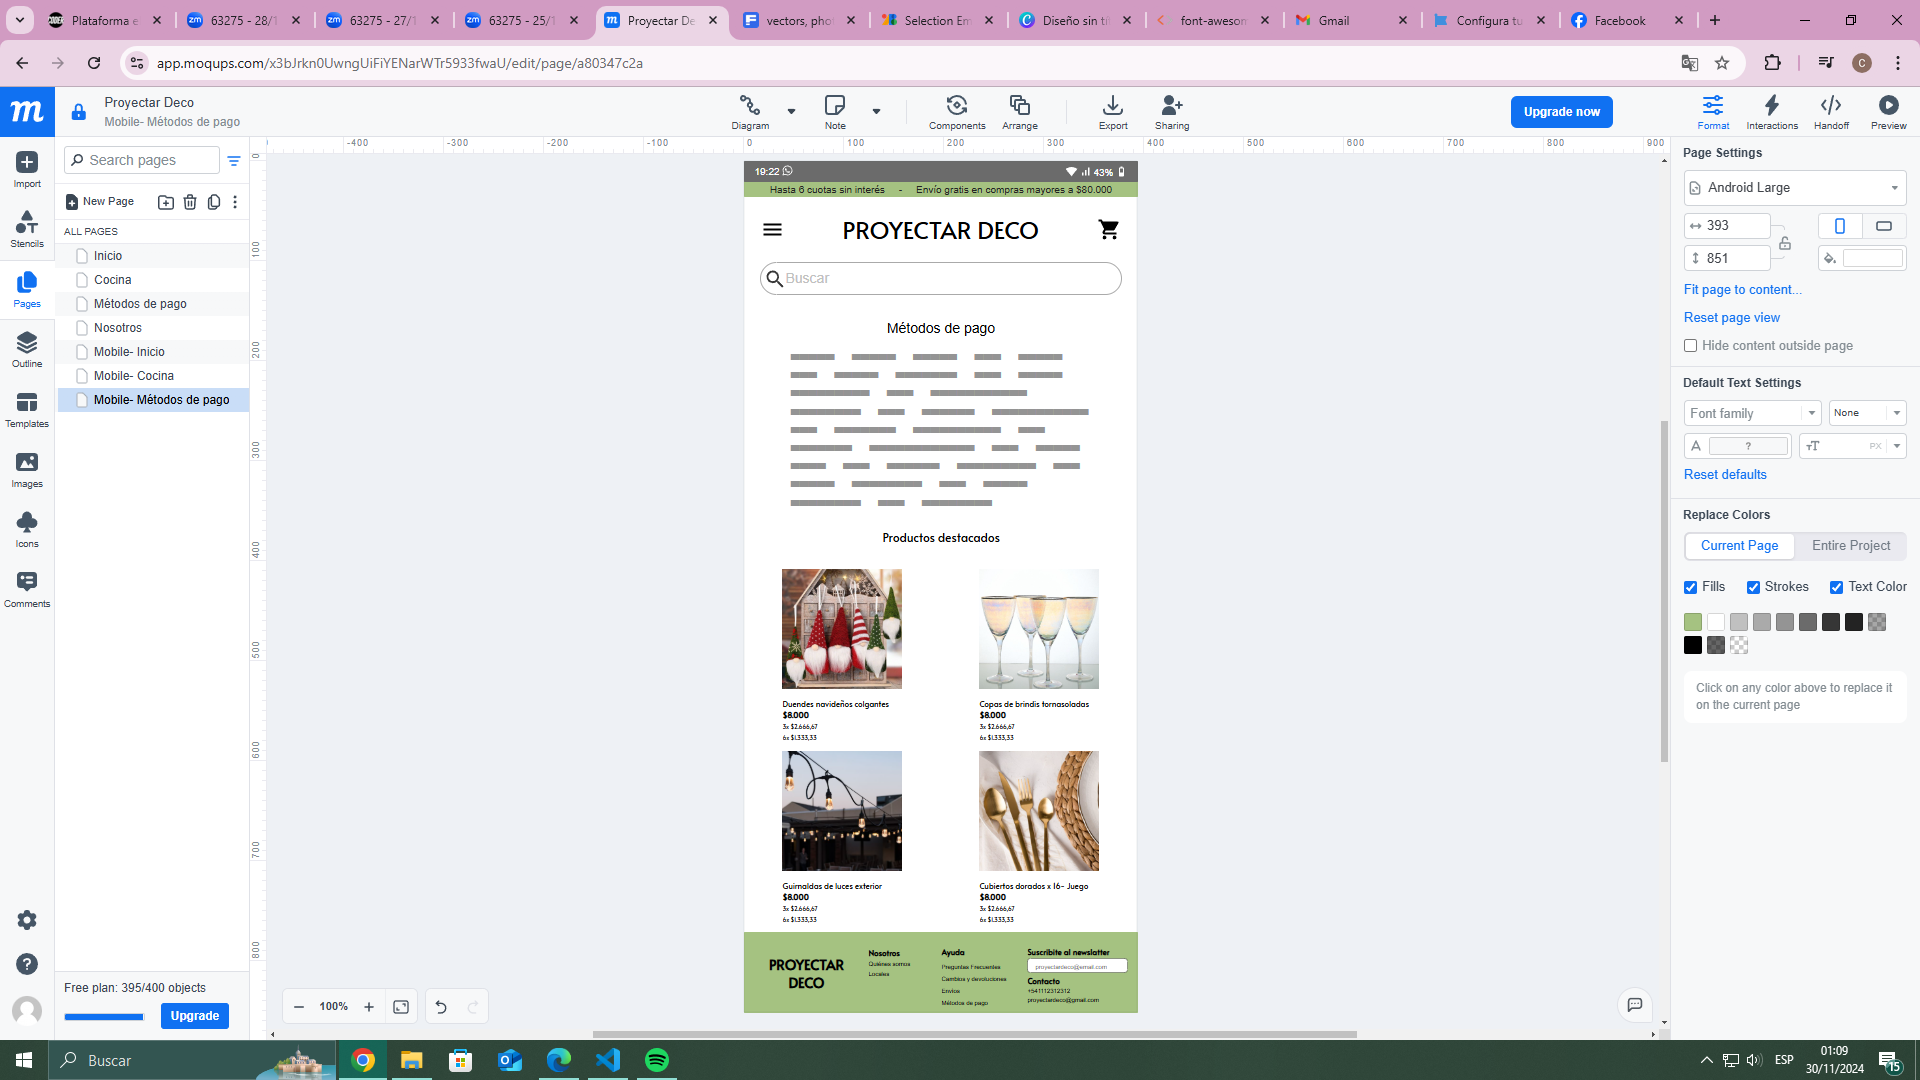 Plataforma e
63275 - 28/1
63275 - 27/1
63275 - 25/1
Proyectar De
vectors, pho
Selection Em
Diseño sin tí
font-awesom
Gmail
Configura tu
Facebook
app.moqups.com/x3bJrkn0UwngUiFiYENarWTr5933fwaU/edit/page/a80347c2a
Proyectar Deco
Mobile- Métodos de pago
Diagram
Note
Components
Arrange
Export
Sharing
Upgrade now
Format
Interactions
Handoff
Preview
Import
Stencils
Pages
Outline
Templates
Images
Icons
Comments
Search pages
New Page
ALL PAGES
Inicio
Cocina
Métodos de pago
Nosotros
Mobile- Inicio
Mobile- Cocina
Mobile- Métodos de pago
Free plan: 395/400 objects
Upgrade
-400 -300 -200 -100 0 100 200 300 400 500 600 700 800 900
0
100
200
300
400
500
600
700
800
19:22
43%
Hasta 6 cuotas sin interés - Envío gratis en compras mayores a $80.000
PROYECTAR DECO
Buscar
Métodos de pago
Productos destacados
Duendes navideños colgantes
$8.000
3x $2.666,67
6x $1.333,33
Copas de brindis tornasoladas
$8.000
3x $2.666,67
6x $1.333,33
Guirnaldas de luces exterior
$8.000
3x $2.666,67
6x $1.333,33
Cubiertos dorados x 16- Juego
$8.000
3x $2.666,67
6x $1.333,33
PROYECTAR
DECO
Nosotros
Quiénes somos
Locales
Ayuda
Preguntas Frecuentes
Cambios y devoluciones
Envíos
Métodos de pago
Suscribite al newsletter
proyectardeco@email.com
Contacto
+541112312312
proyectardeco@gmail.com
100%
Page Settings
Android Large
393
851
Fit page to content...
Reset page view
Hide content outside page
Default Text Settings
Font family
None
?
PX
Reset defaults
Replace Colors
Current Page
Entire Project
Fills
Strokes
Text Color
Click on any color above to replace it
on the current page
Buscar
ESP
01:09
30/11/2024
15